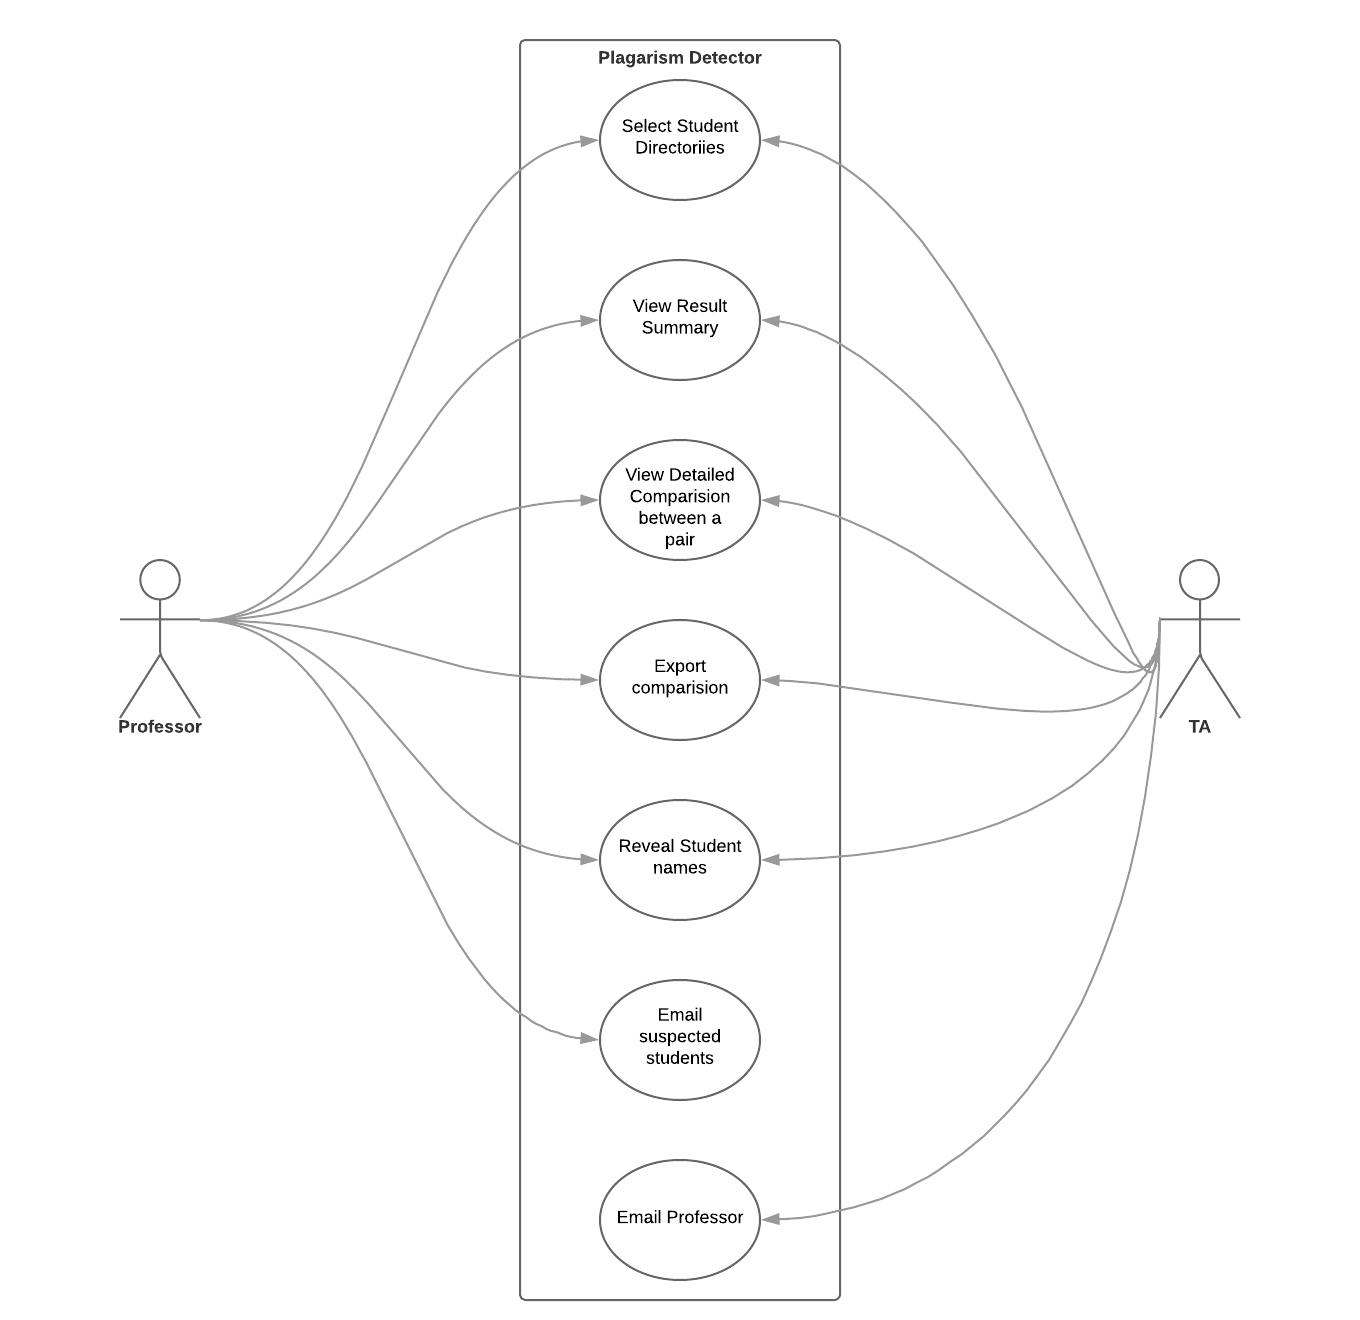 Plagarism Detector
Select Student
Directoriies
View Result
Summary
View Detailed
Comparision
between a
pair
Export
comparision
Professor
TA
Reveal Student
names
Email
suspected
students
Email Professor